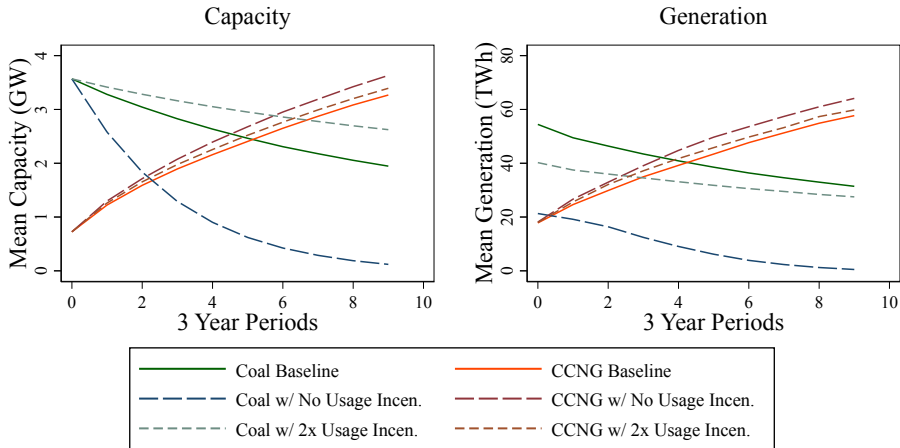 Capacity
Generation
Mean Capacity (GW)
4
3
2
1
0
0 2 4 6 8 10
3 Year Periods
Mean Generation (TWh)
80
60
40
20
0
0 2 4 6 8 10
3 Year Periods
Coal Baseline
CCNG Baseline
Coal w/ No Usage Incen.
CCNG w/ No Usage Incen.
Coal w/ 2x Usage Incen.
CCNG w/ 2x Usage Incen.